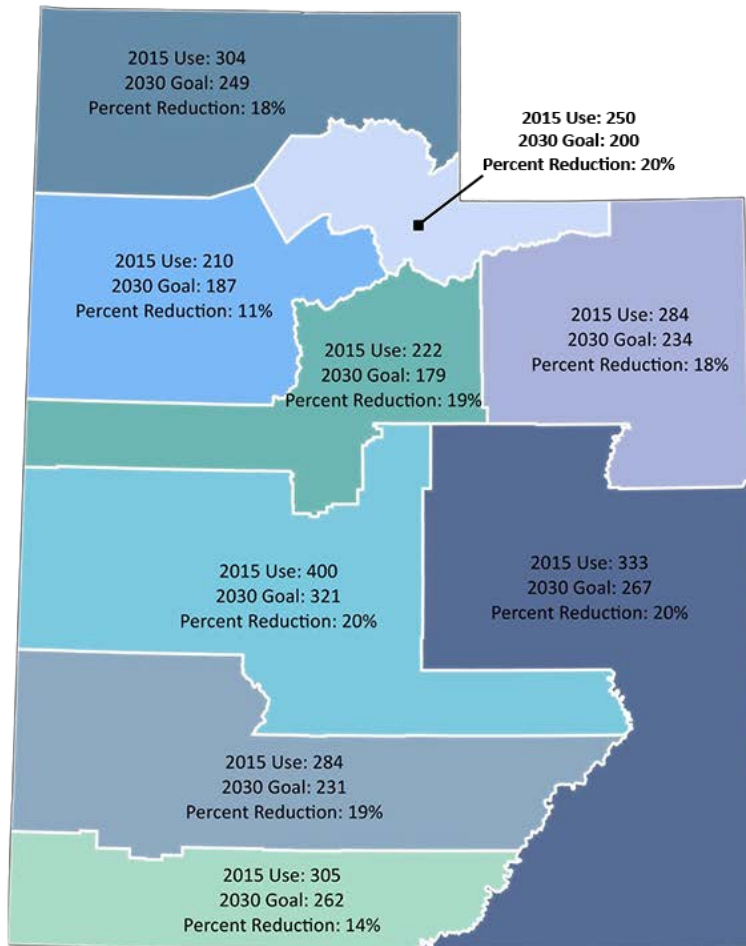 2015 Use: 304
2030 Goal: 249
Percent Reduction: 18%
2015 Use: 250
2030 Goal: 200
Percent Reduction: 20%
2015 Use: 210
2030 Goal: 187
Percent Reduction: 11%
2015 Use: 222
2030 Goal: 179
Percent Reduction: 19%
2015 Use: 284
2030 Goal: 234
Percent Reduction: 18%
2015 Use: 400
2030 Goal: 321
Percent Reduction: 20%
2015 Use: 333
2030 Goal: 267
Percent Reduction: 20%
2015 Use: 284
2030 Goal: 231
Percent Reduction: 19%
2015 Use: 305
2030 Goal: 262
Percent Reduction: 14%